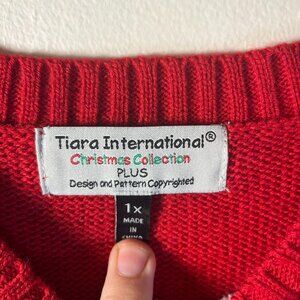 Tiara International®
Christmas Collection
PLUS
Design and Pattern Copyrighted
1x
MADE
IN
CHINA